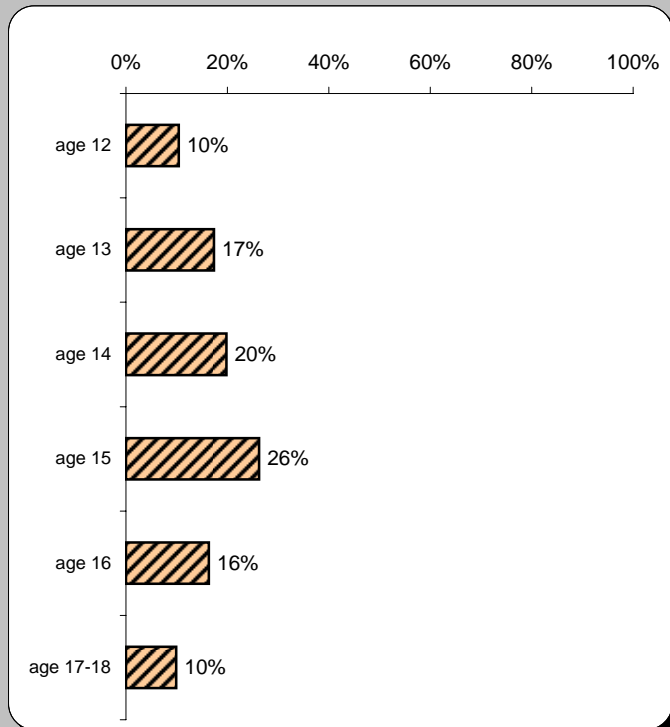 0% 20% 40% 60% 80% 100%
age 12 10%
age 13 17%
age 14 20%
age 15 26%
age 16 16%
age 17-18 10%